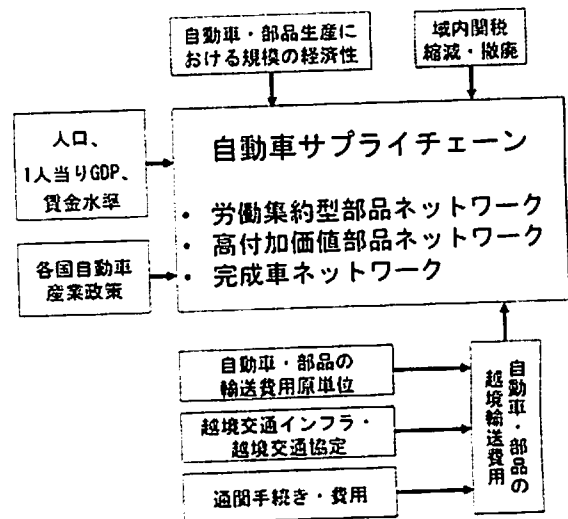 自動車・部品生産に
おける規模の経済性
域内関税
縮減・撤廃
人口、
1人当りGDP、
賃金水準
各国自動車
産業政策
自動車サプライチェーン
・ 労働集約型部品ネットワーク
・ 高付加価値部品ネットワーク
・ 完成車ネットワーク
自動車・部品の
輸送費用原単位
越境交通インフラ・
越境交通協定
通関手続き・費用
自動車・部品の
越境輸送費用